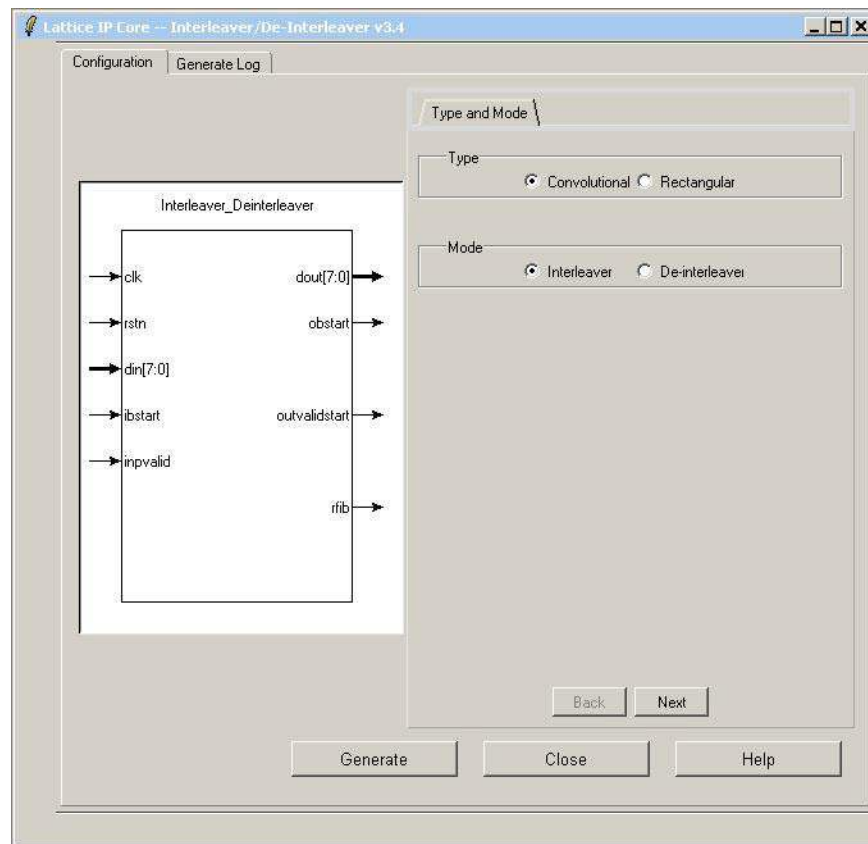 Lattice IP Core -- Interleaver/De-Interleaver v3.4
Configuration Generate Log
Type and Mode
Type
Convolutional Rectangular
Mode
Interleaver De-interleaver
Interleaver_Deinterleaver
clk dout[7:0]
rstn obstart
din[7:0]
ibstart outvalidstart
inpvalid
rfib
Back Next
Generate Close Help